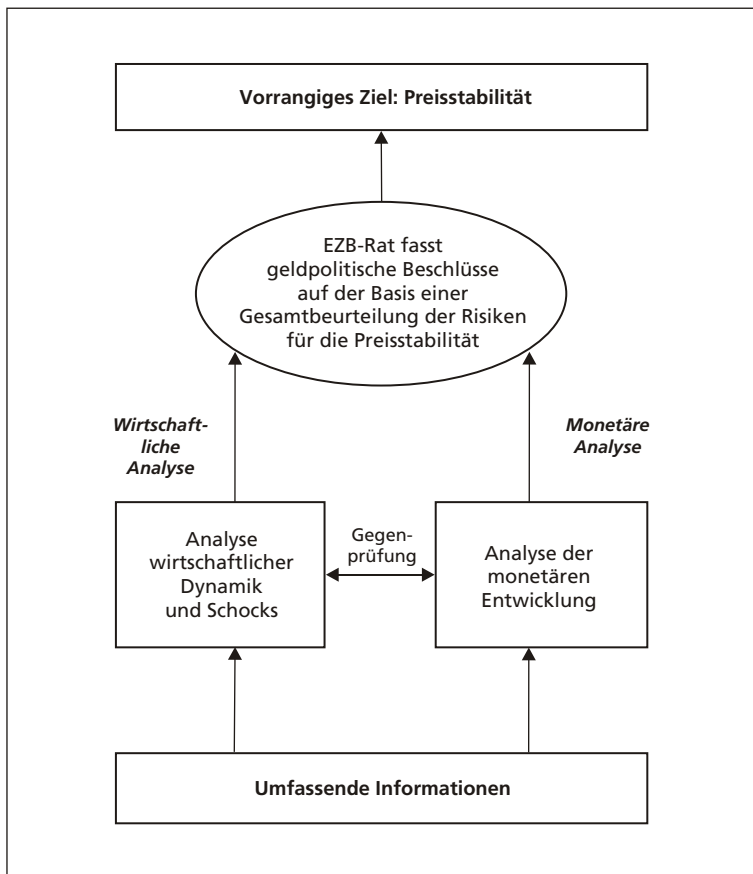 Vorrangiges Ziel: Preisstabilität
EZB-Rat fasst
geldpolitische Beschlüsse
auf der Basis einer
Gesamtbeurteilung der Risiken
für die Preisstabilität
Wirtschaft-
liche
Analyse
Monetäre
Analyse
Analyse
wirtschaftlicher
Dynamik
und Schocks
Gegen-
prüfung
Analyse der
monetären
Entwicklung
Umfassende Informationen